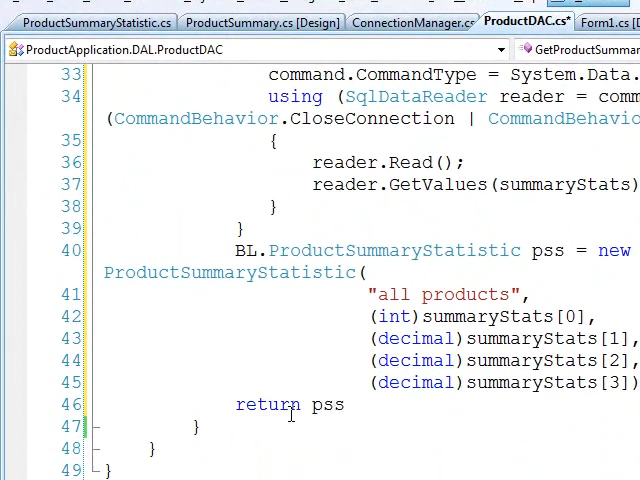 ProductSummaryStatistic.cs ProductSummary.cs [Design] ConnectionManager.cs ProductDAC.cs* Form1.cs [D
ProductApplication.DAL.ProductDAC GetProductSummar
33 command.CommandType = System.Data.
34 using (SqlDataReader reader = comm
(CommandBehavior.CloseConnection | CommandBehavio
35 {
36 reader.Read();
37 reader.GetValues(summaryStats)
38 }
39 }
40 BL.ProductSummaryStatistic pss = new
ProductSummaryStatistic(
41 "all products",
42 (int)summaryStats[0],
43 (decimal)summaryStats[1],
44 (decimal)summaryStats[2],
45 (decimal)summaryStats[3])
46 return pss
47 }
48 }
49 }